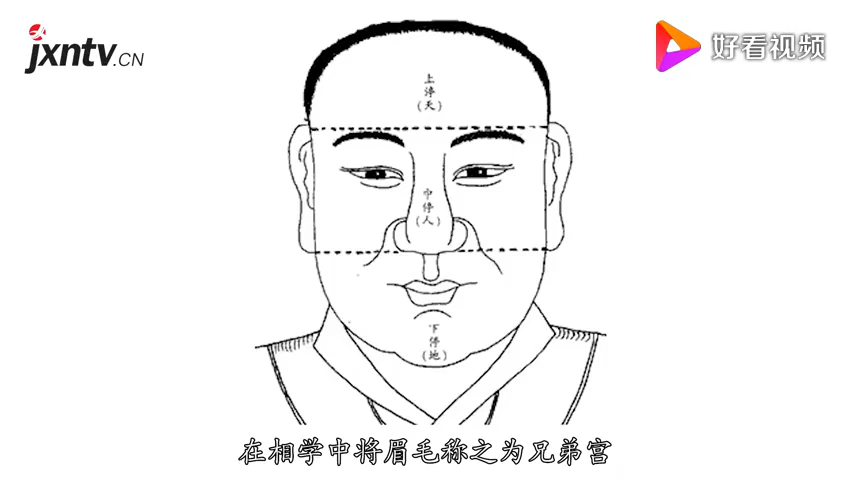 jxntv.CN
好看视频
上停
(天)
中停
(人)
下停
(地)
在相学中将眉毛称之为兄弟宫